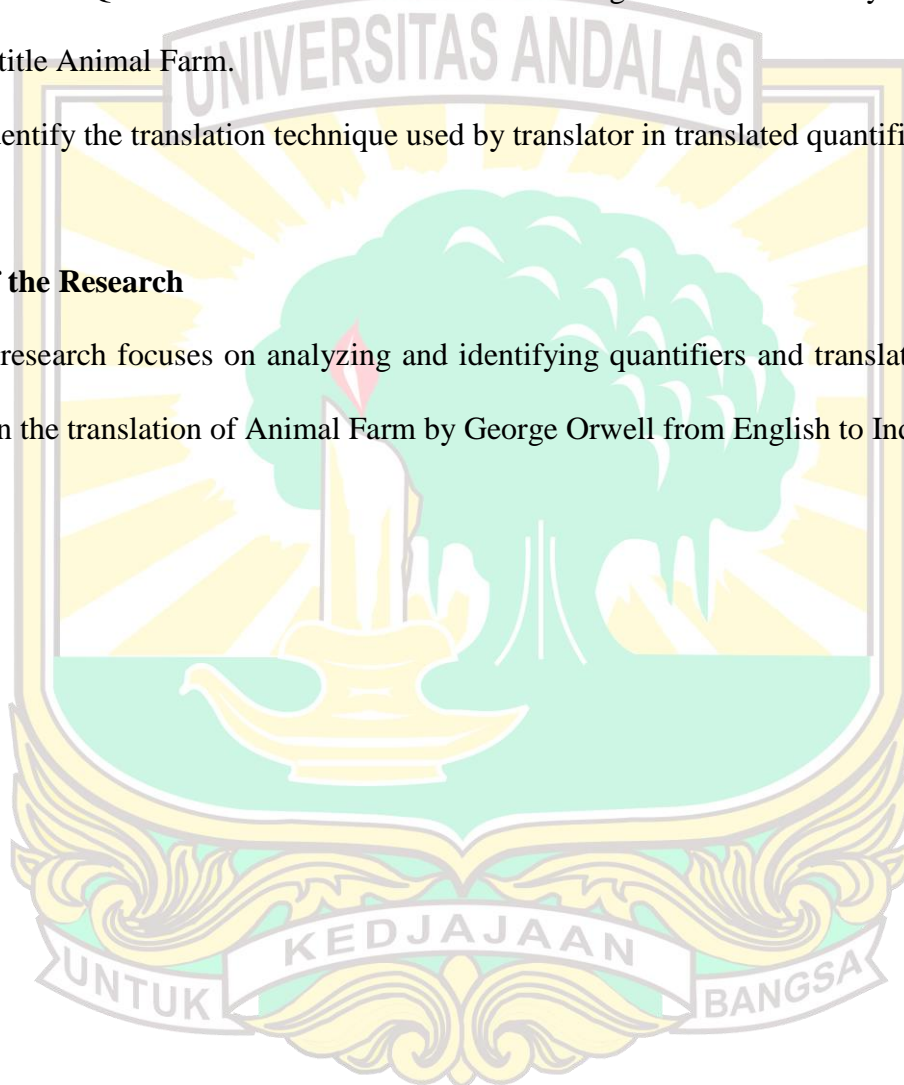 UNIVERSITAS ANDALAS
title Animal Farm.
entify the translation technique used by translator in translated quantifi
the Research
research focuses on analyzing and identifying quantifiers and translat
n the translation of Animal Farm by George Orwell from English to Ind
UNTUK KEDJAJAAN BANGSA